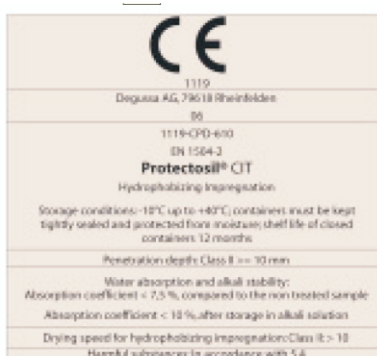 CE
1119
Degussa AG, 79618 Rheinfelden
06
1119-CPD-610
EN 1504-2
Protectosil® CIT
Hydrophobizing Impregnation
Storage conditions: -10°C up to +40°C; containers must be kept
tightly sealed and protected from moisture; shelf life of closed
containers 12 months
Penetration depth: Class II >= 10 mm
Water absorption and alkali stability:
Absorption coefficient < 7,5 %, compared to the non treated sample
Absorption coefficient < 10 %, after storage in alkali solution
Drying speed for hydrophobizing impregnation: Class II: > 10
Harmful substances in accordance with 5.4